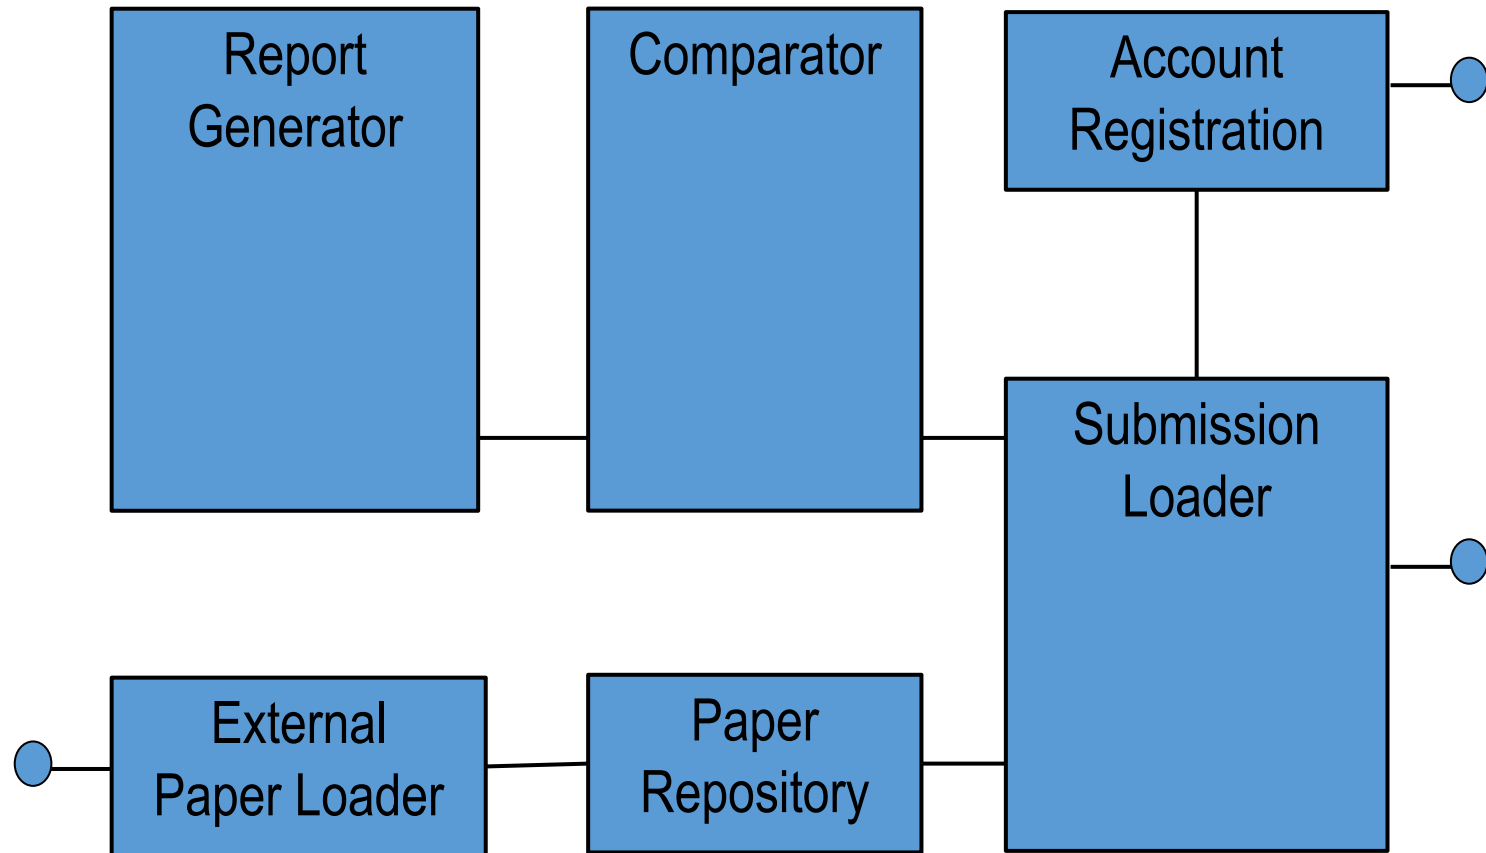 Report
Generator
Comparator
Account
Registration
Submission
Loader
External
Paper Loader
Paper
Repository